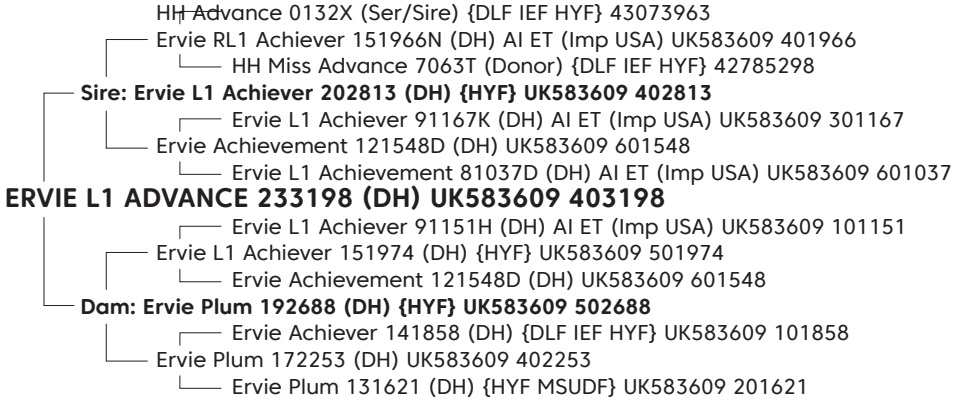 HH Advance 0132X (Ser/Sire) {DLF IEF HYF} 43073963
Ervie RL1 Achiever 151966N (DH) AI ET (Imp USA) UK583609 401966
HH Miss Advance 7063T (Donor) {DLF IEF HYF} 42785298
Sire: Ervie L1 Achiever 202813 (DH) {HYF} UK583609 402813
Ervie L1 Achiever 91167K (DH) AI ET (Imp USA) UK583609 301167
Ervie Achievement 121548D (DH) UK583609 601548
Ervie L1 Achievement 81037D (DH) AI ET (Imp USA) UK583609 601037
ERVIE L1 ADVANCE 233198 (DH) UK583609 403198
Ervie L1 Achiever 91151H (DH) AI ET (Imp USA) UK583609 101151
Ervie L1 Achiever 151974 (DH) {HYF} UK583609 501974
Ervie Achievement 121548D (DH) UK583609 601548
Dam: Ervie Plum 192688 (DH) {HYF} UK583609 502688
Ervie Achiever 141858 (DH) {DLF IEF HYF} UK583609 101858
Ervie Plum 172253 (DH) UK583609 402253
Ervie Plum 131621 (DH) {HYF MSUDF} UK583609 201621